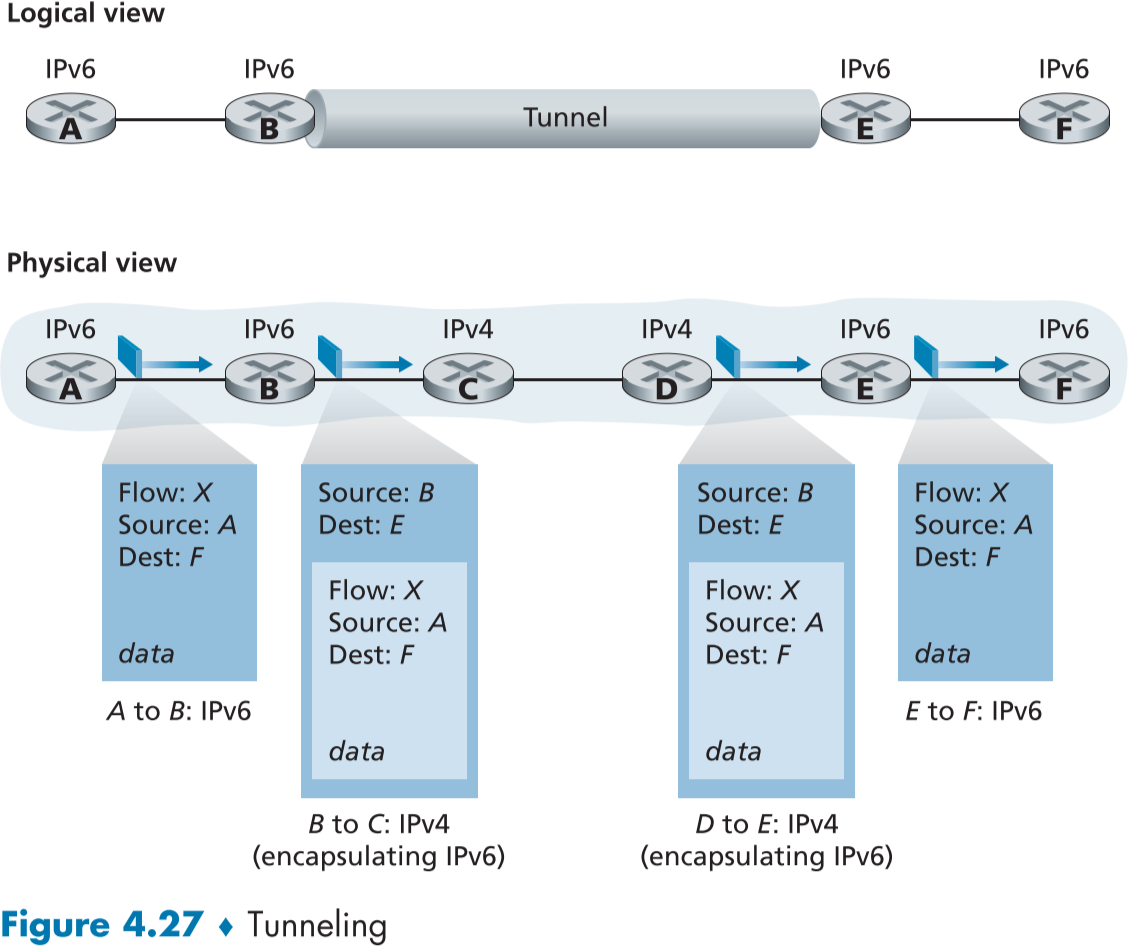 Logical view
IPv6 IPv6 IPv6 IPv6
A B Tunnel E F
Physical view
IPv6 IPv6 IPv4 IPv4 IPv6 IPv6
A B C D E F
Flow: X
Source: A
Dest: F
data
A to B: IPv6
Source: B
Dest: E
Flow: X
Source: A
Dest: F
data
B to C: IPv4
(encapsulating IPv6)
Source: B
Dest: E
Flow: X
Source: A
Dest: F
data
D to E: IPv4
(encapsulating IPv6)
Flow: X
Source: A
Dest: F
data
E to F: IPv6
Figure 4.27 ♦ Tunneling